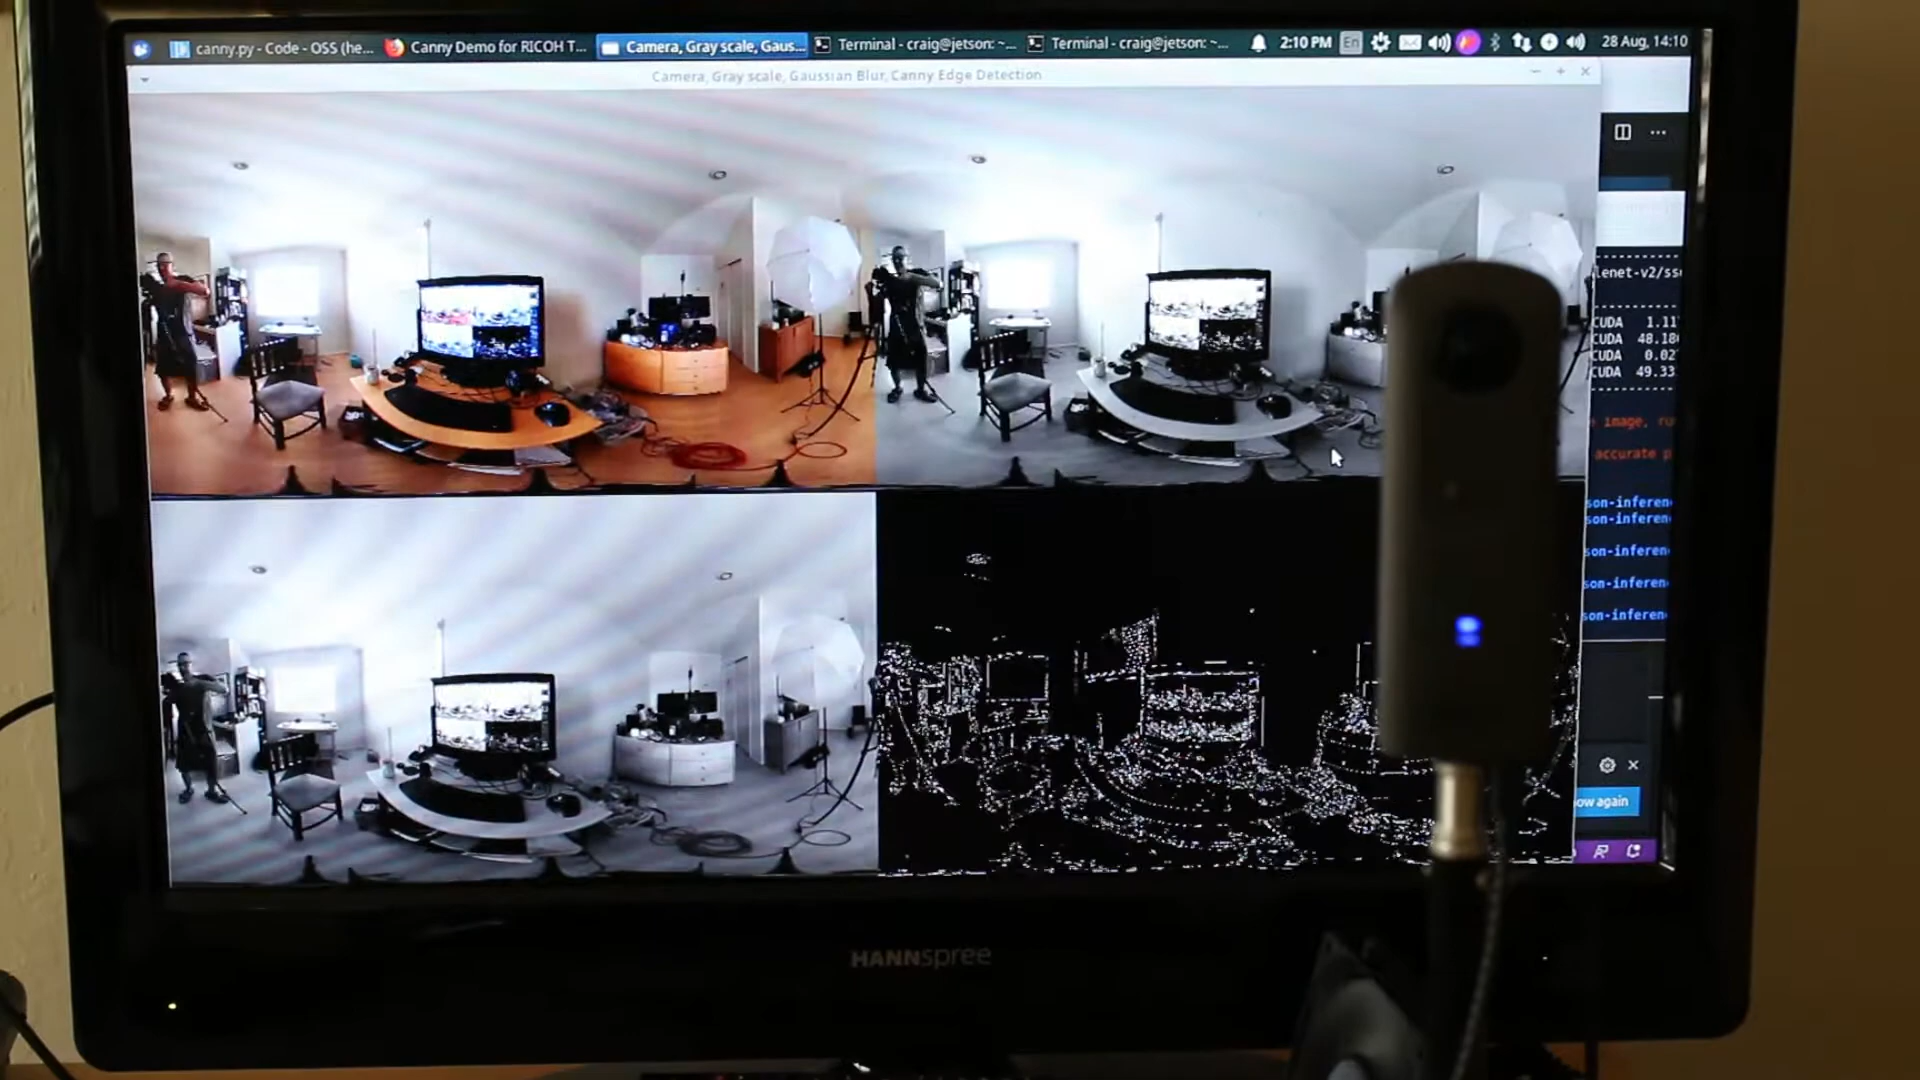 canny.py - Code - OSS (he...
Canny Demo for RICOH T...
Camera, Gray scale, Gaus...
Terminal - craig@jetson: ~...
Terminal - craig@jetson: ~...
2:10 PM
En
28 Aug, 14:10
Camera, Gray scale, Gaussian Blur, Canny Edge Detection
lenet-v2/ss
CUDA 1.11
CUDA 48.18
CUDA 0.02
CUDA 49.33
image, ru
accurate p
son-inferen
son-inferen
son-inferen
son-inferen
son-inferen
ow again
HANNspree